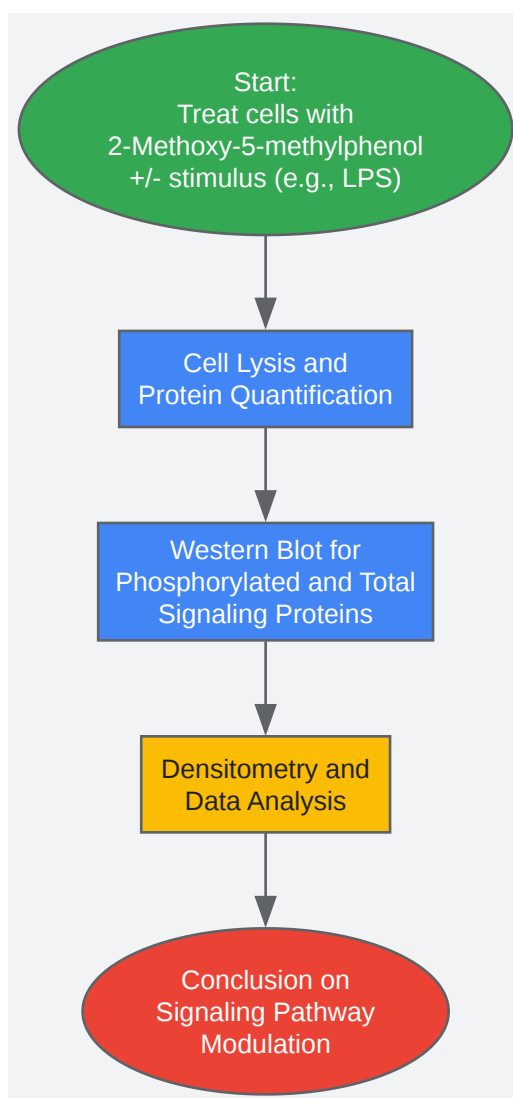 Start:
Treat cells with
2-Methoxy-5-methylphenol
+/- stimulus (e.g., LPS)
Cell Lysis and
Protein Quantification
Western Blot for
Phosphorylated and Total
Signaling Proteins
Densitometry and
Data Analysis
Conclusion on
Signaling Pathway
Modulation